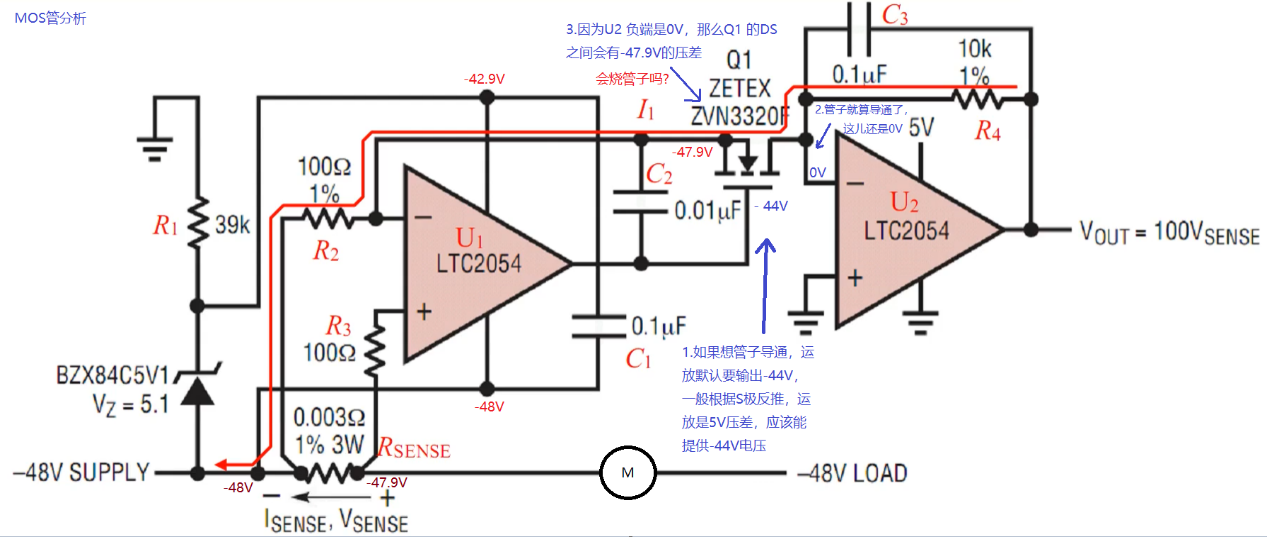 MOS管分析
3.因为U2 负端是0V，那么Q1 的DS
之间会有-47.9V的压差
会烧管子吗?
C3
0.1µF
10k
1%
R4
Q1
ZETEX
ZVN3320F
-42.9V
I1
-47.9V
2.管子就算导通了，
这儿还是0V
5V
0V
100Ω
1%
R2
R1
39k
U1
LTC2054
C2
0.01µF
- 44V
U2
LTC2054
VOUT = 100VSENSE
−
+
−
+
R3
100Ω
0.1µF
C1
BZX84C5V1
VZ = 5.1
-48V
1.如果想管子导通，运
放默认要输出-44V，
一般根据S极反推，运
放是5V压差，应该能
提供-44V电压
0.003Ω
1% 3W
RSENSE
–48V SUPPLY
-48V
-47.9V
M
–48V LOAD
−
+
ISENSE, VSENSE